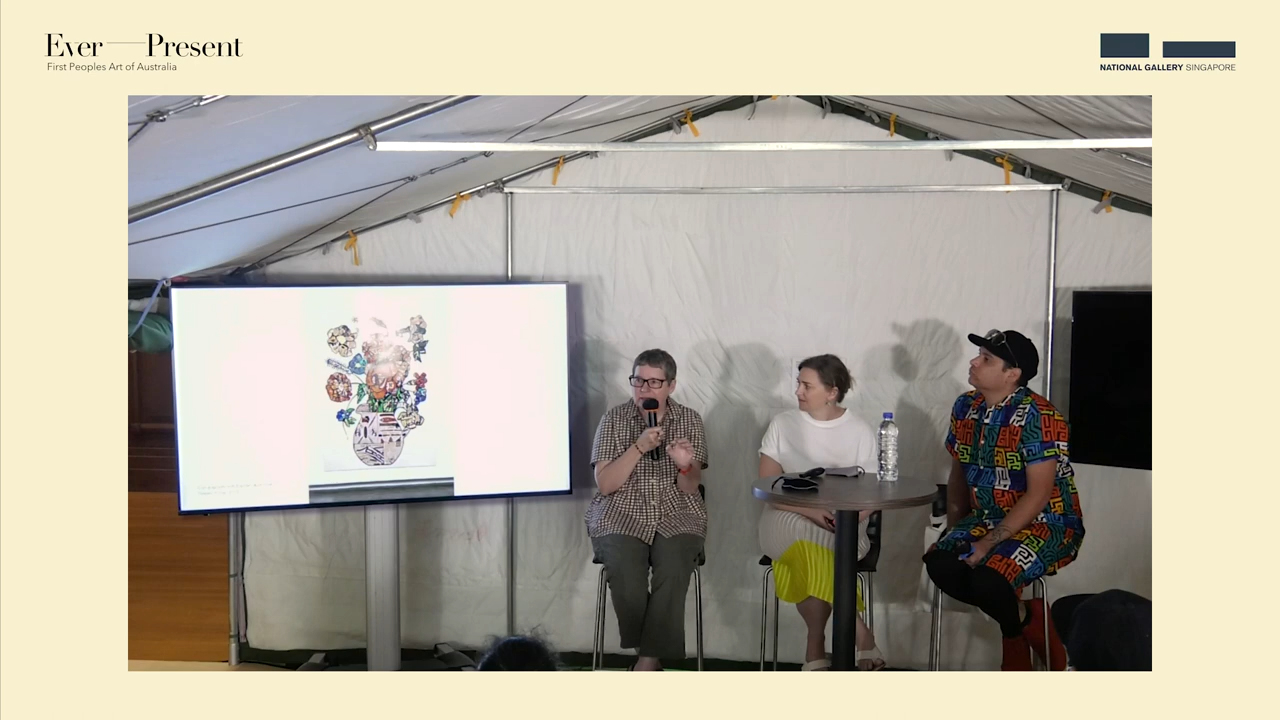 Ever — Present
First Peoples Art of Australia
NATIONAL GALLERY SINGAPORE